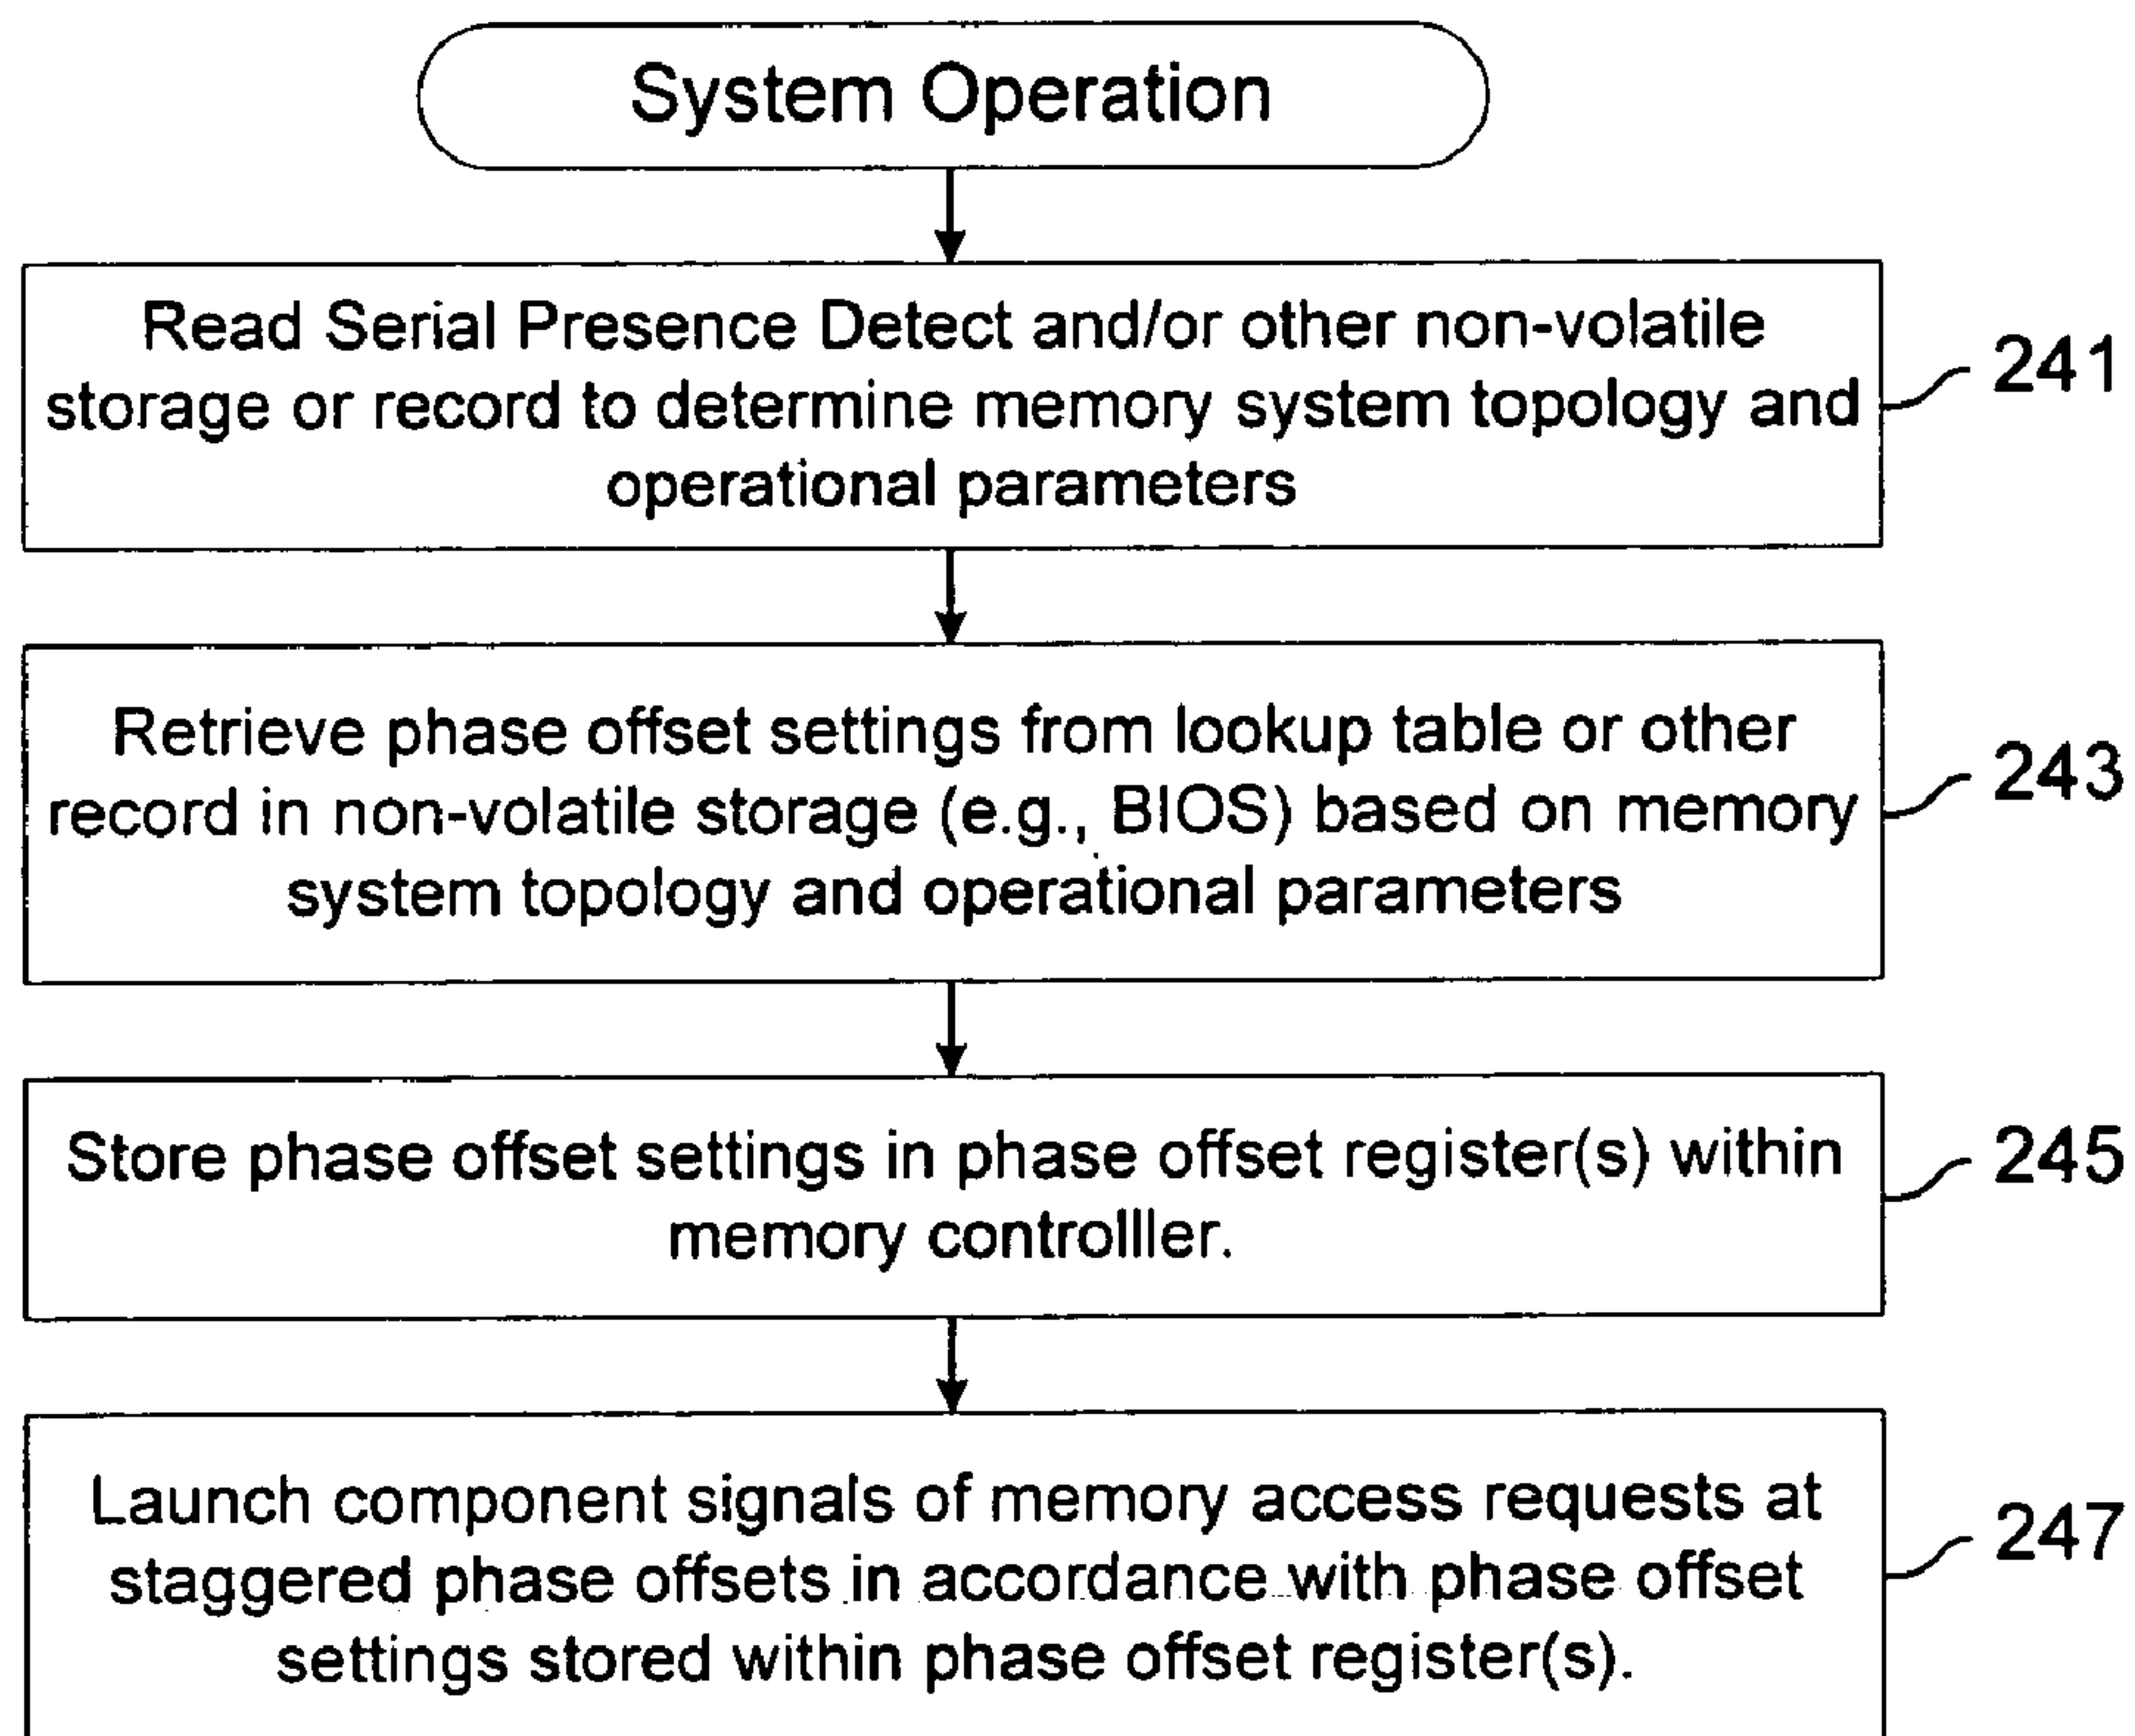 System Operation
Read Serial Presence Detect and/or other non-volatile
storage or record to determine memory system topology and
operational parameters
241
Retrieve phase offset settings from lookup table or other
record in non-volatile storage (e.g., BIOS) based on memory
system topology and operational parameters
243
Store phase offset settings in phase offset register(s) within
memory controlller.
245
Launch component signals of memory access requests at
staggered phase offsets in accordance with phase offset
settings stored within phase offset register(s).
247